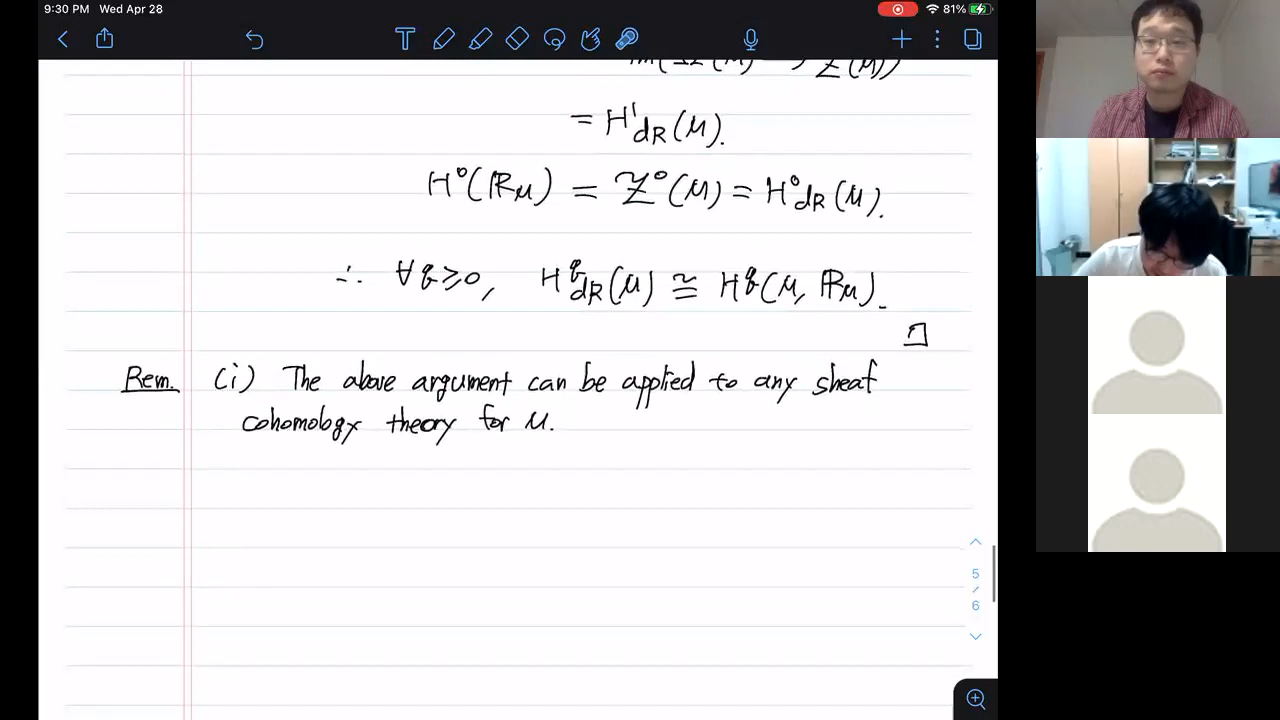 9:30 PM Wed Apr 28
81%
= H¹dR(M).
H⁰(ℝM) = Z⁰(M) = H⁰dR(M).
∴ ∀q≥0, HqdR(M) ≅ Hq(M, ℝM).
Rem. (i) The above argument can be applied to any sheaf
cohomology theory for M.
5
/
6